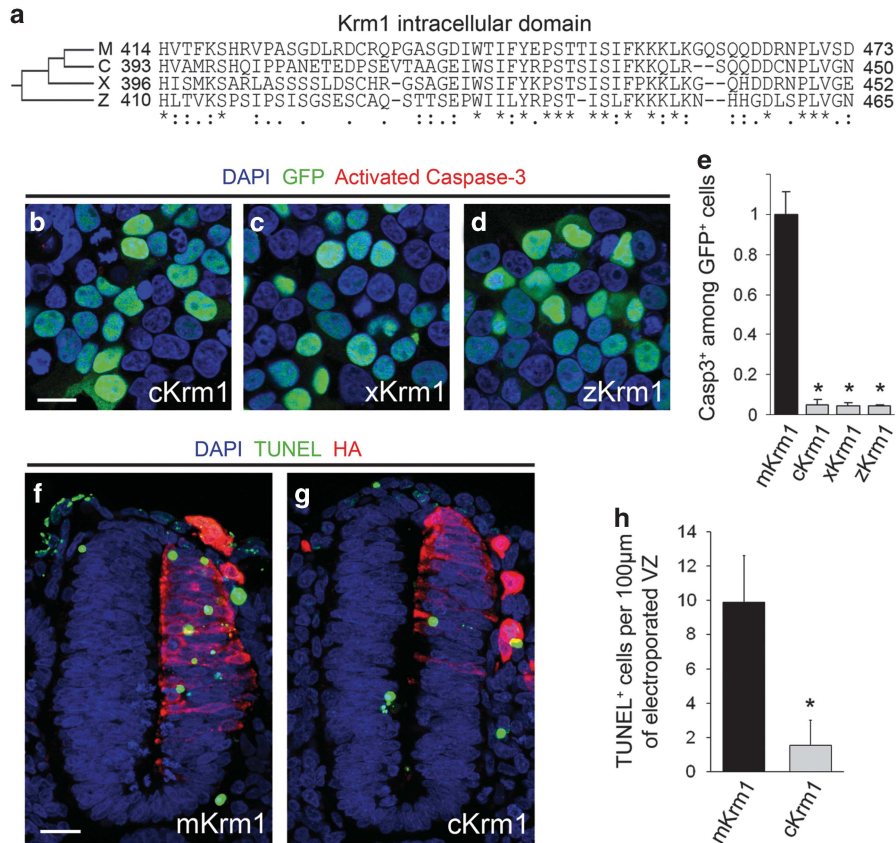 a
Krm1 intracellular domain
M 414 HVTFKSHRVPASGDLRDCRQPGASGDIWTIFYEPSTTISIFKKKLKGQSQQDDRNPLVSD 473
C 393 HVAMRSHQIPPANETEDPSEVTAAGEIWSIFYRPSTSISIFKKQLR--SQQDDCNPLVGN 450
X 396 HISMKSARLASSSSLDSCHR-GSAGEIWTIFYRPSTSISIFKKKLKG--QHDDRNPLVGE 452
Z 410 HLTVKSPSIPSISGSESCAQ-STTSEPWIILYRPST-ISLFKKKLKN--HHGDLSPLVGN 465
b
c
d
e
DAPI GFP Activated Caspase-3
cKrm1
xKrm1
zKrm1
Casp3+ among GFP+ cells
1
0.8
0.6
0.4
0.2
0
* * *
mKrm1
cKrm1
xKrm1
zKrm1
DAPI TUNEL HA
f
g
mKrm1
cKrm1
h
TUNEL+ cells per 100µm
of electroporated VZ
14
12
10
8
6
4
2
0
*
mKrm1
cKrm1